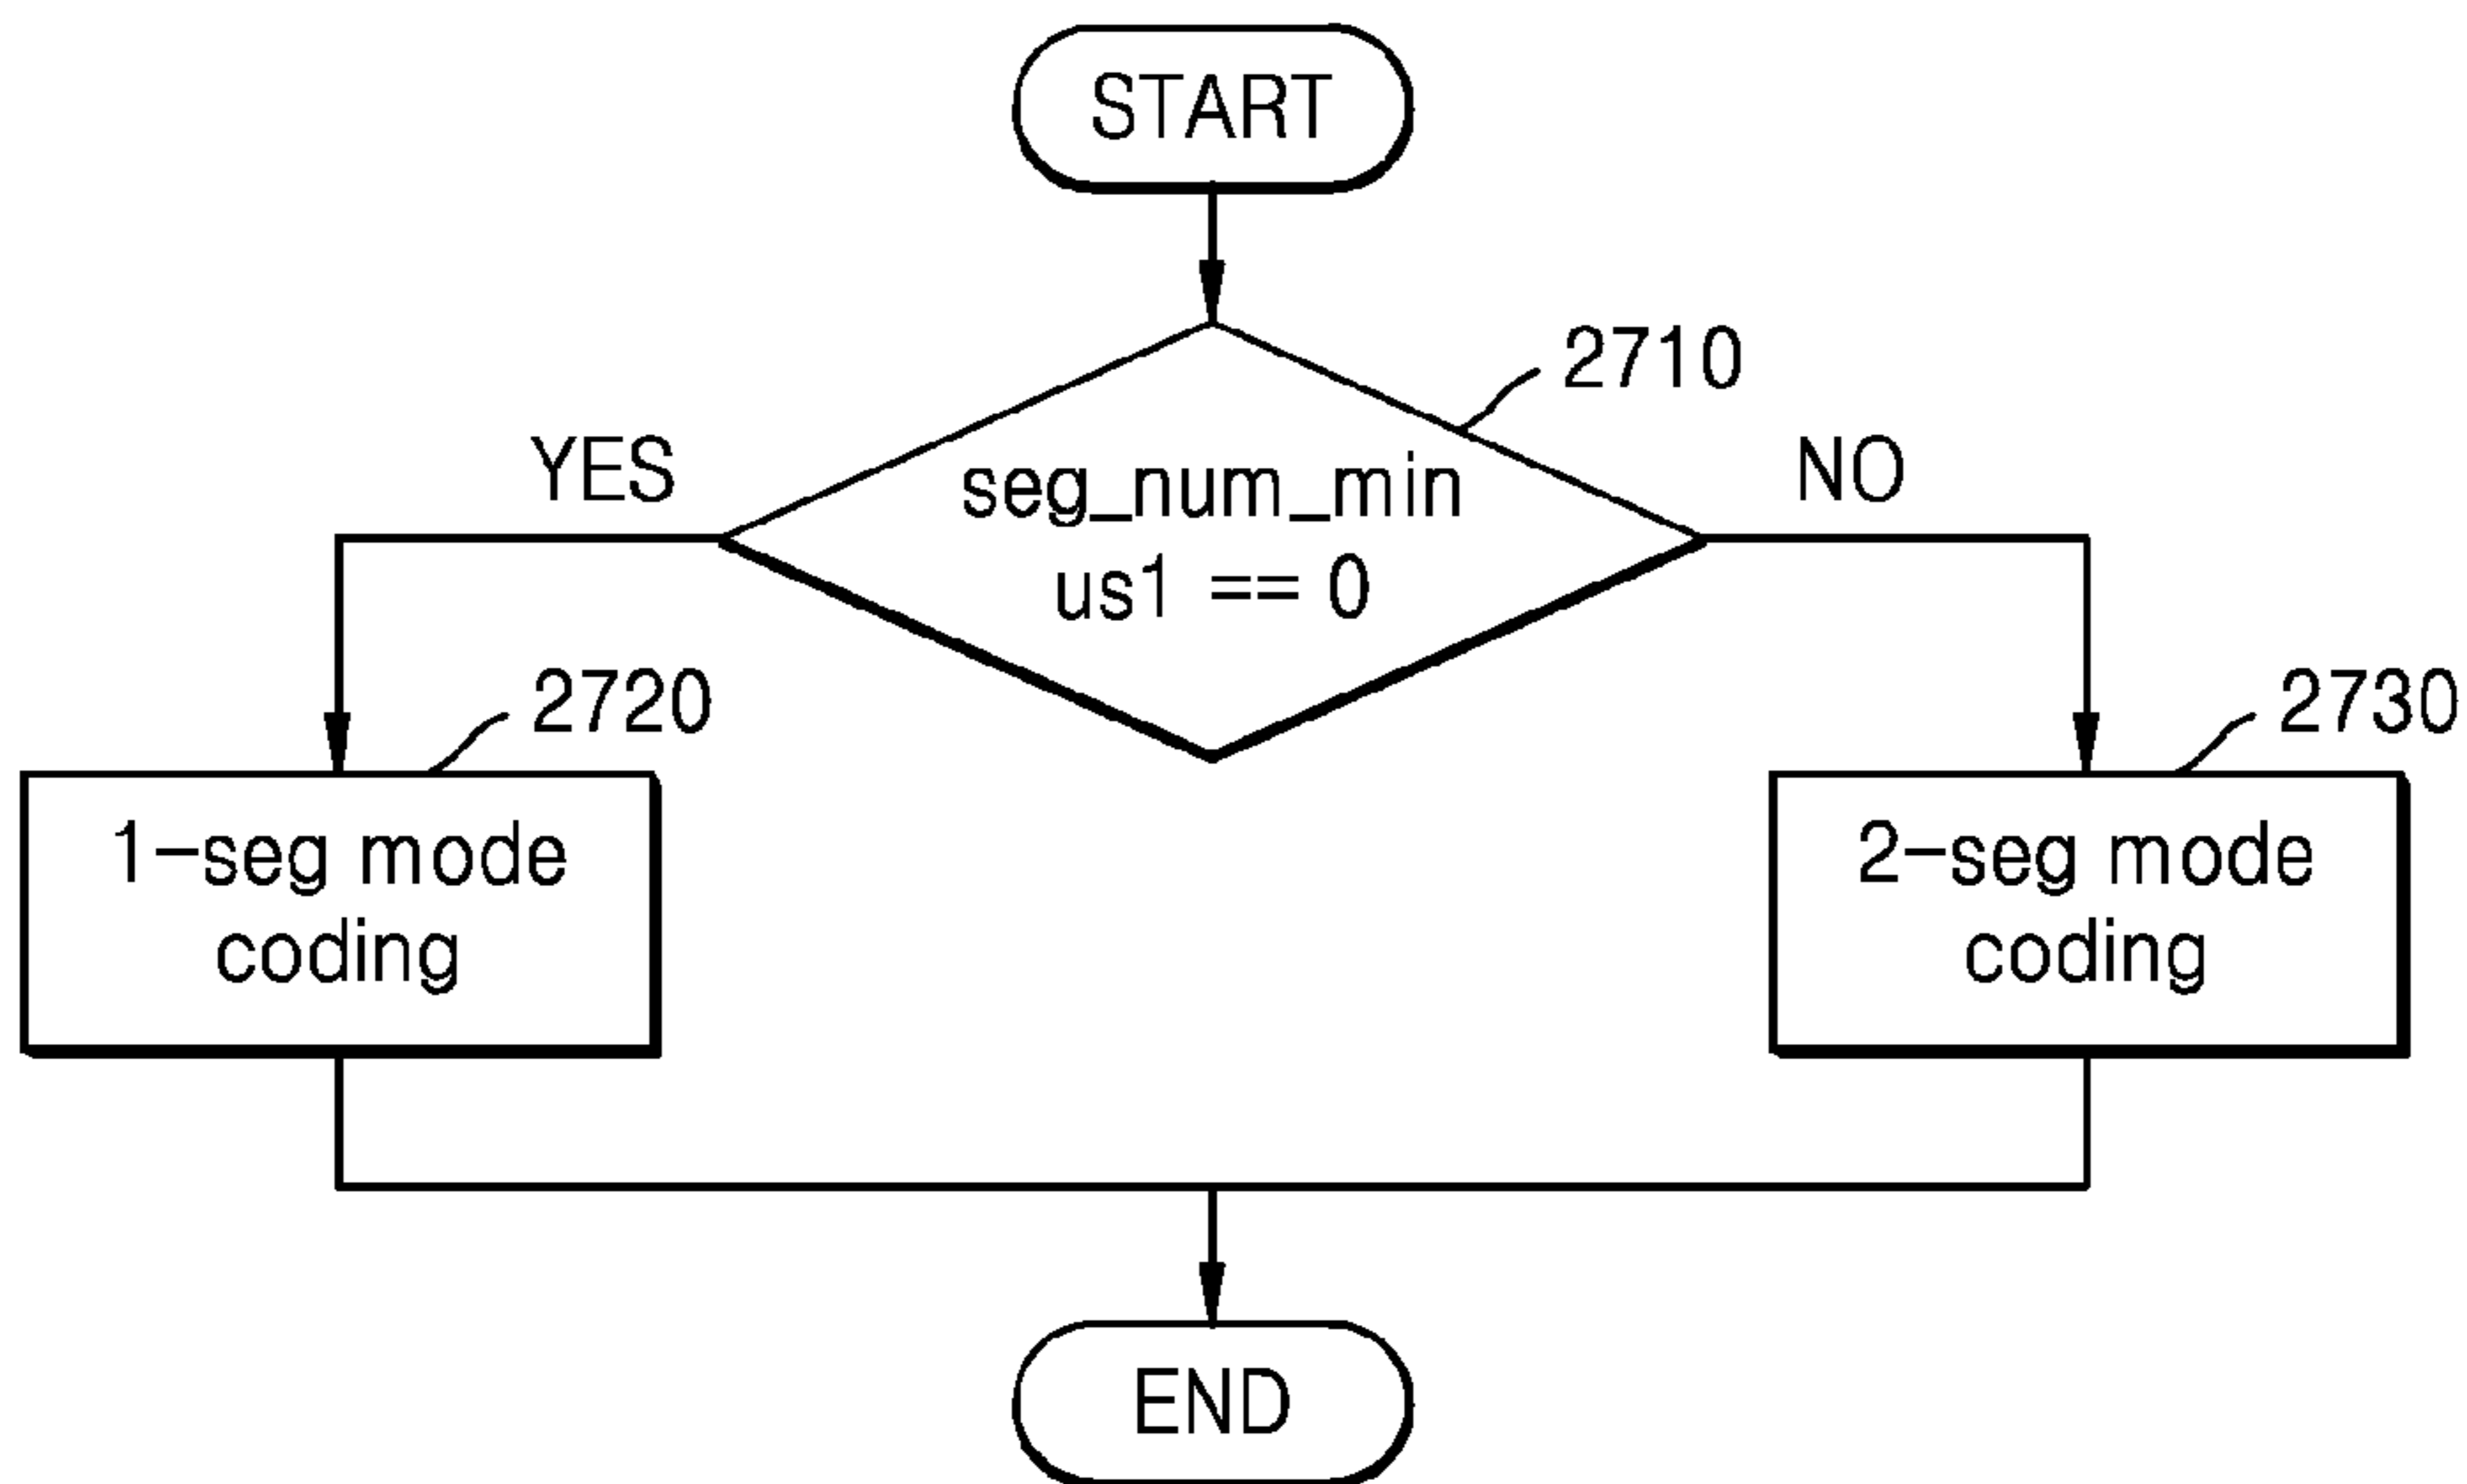 START
2710
YES
NO
seg_num_min
us1 == 0
2720
2730
1-seg mode
coding
2-seg mode
coding
END